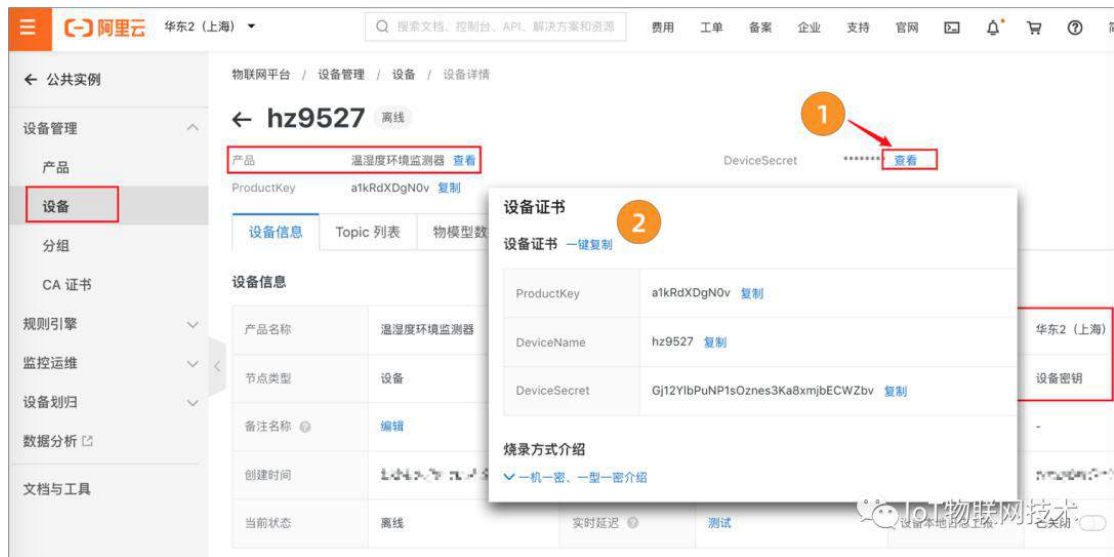 阿里云 华东2（上海） 搜索文档、控制台、API、解决方案和资源 费用 工单 备案 企业 支持 官网
公共实例
设备管理
产品
设备
分组
CA 证书
规则引擎
监控运维
设备划归
数据分析
文档与工具
物联网平台 / 设备管理 / 设备 / 设备详情
hz9527 离线
1
产品 温湿度环境监测器 查看 DeviceSecret ******** 查看
ProductKey a1kRdXDgN0v 复制
设备信息 Topic 列表 物模型数
设备信息
产品名称 温湿度环境监测器 华东2（上海）
节点类型 设备 设备密钥
备注名称 编辑 -
创建时间
当前状态 离线 实时延迟 测试 设备本地日志上报 已关闭
设备证书
2
设备证书 一键复制
ProductKey a1kRdXDgN0v 复制
DeviceName hz9527 复制
DeviceSecret Gj12YlbPuNP1sOznes3Ka8xmjbECWZbv 复制
烧录方式介绍
一机一密、一型一密介绍
IoT物联网技术